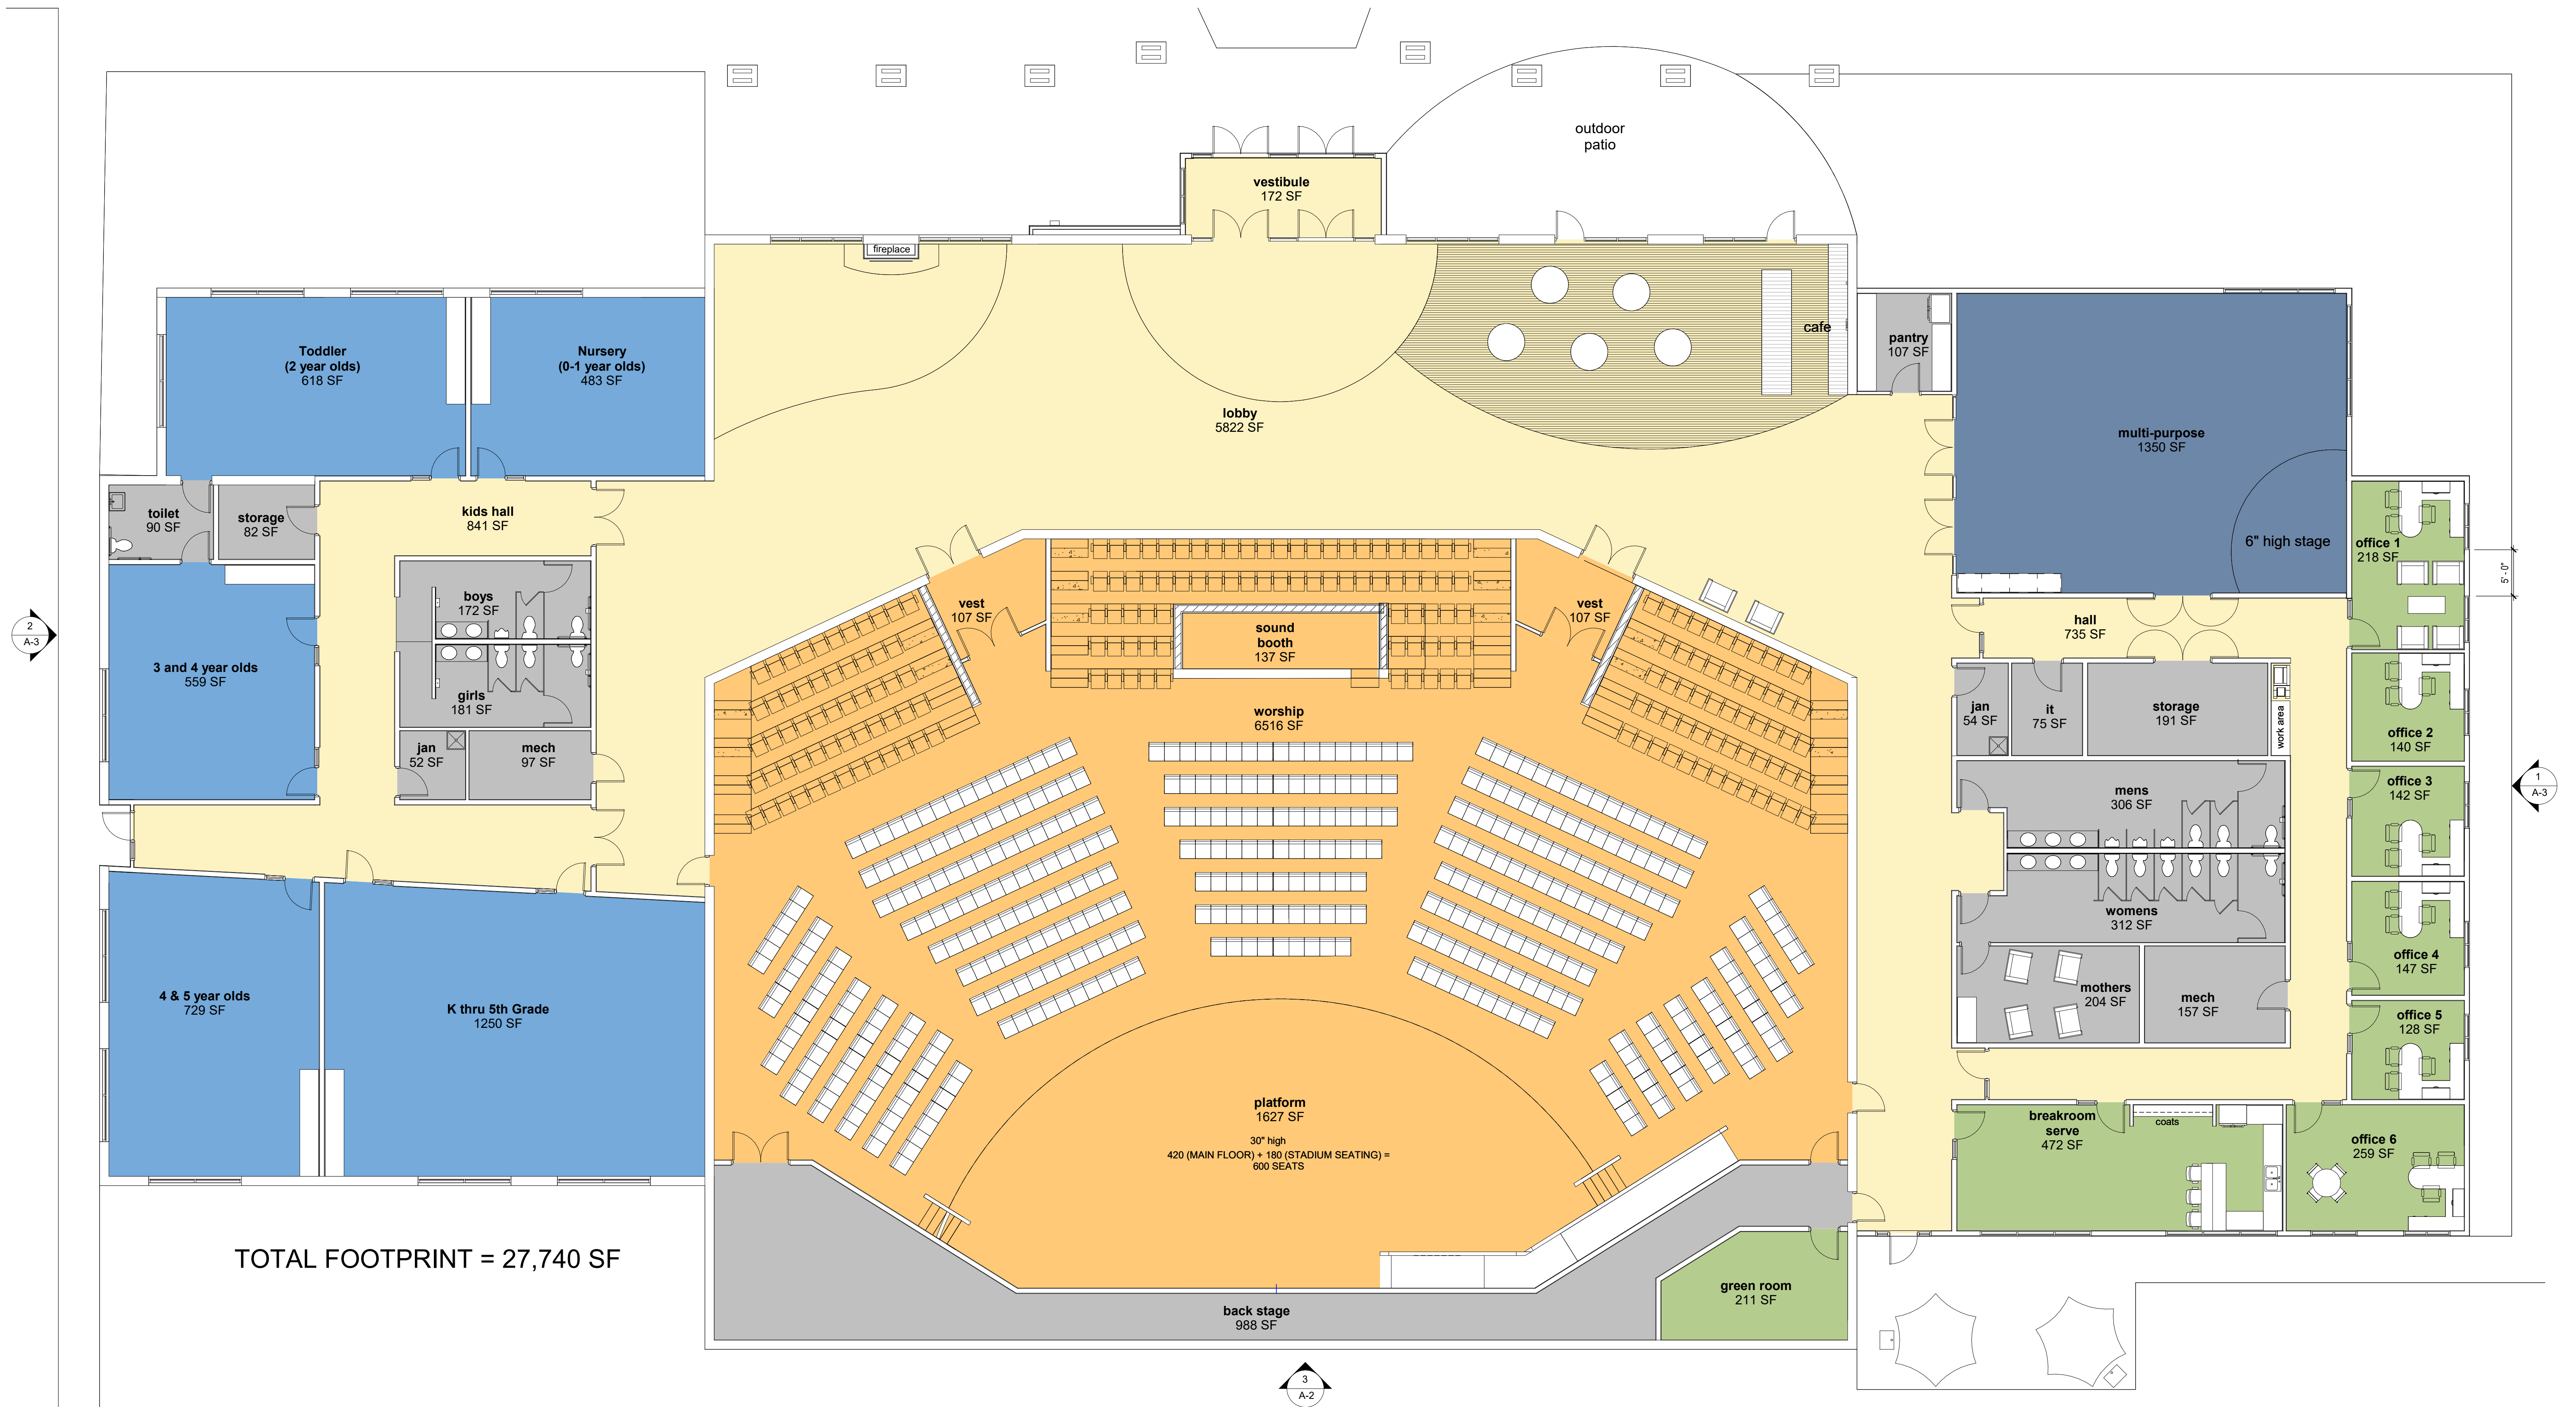 outdoor
patio
vestibule
172 SF
fireplace
Toddler
(2 year olds)
618 SF
Nursery
(0-1 year olds)
483 SF
lobby
5822 SF
cafe
pantry
107 SF
multi-purpose
1350 SF
6" high stage
toilet
90 SF
storage
82 SF
kids hall
841 SF
office 1
218 SF
5' - 0"
boys
172 SF
vest
107 SF
sound
booth
137 SF
vest
107 SF
hall
735 SF
2
A-3
3 and 4 year olds
559 SF
girls
181 SF
worship
6516 SF
jan
54 SF
it
75 SF
storage
191 SF
work area
office 2
140 SF
jan
52 SF
mech
97 SF
mens
306 SF
office 3
142 SF
1
A-3
womens
312 SF
office 4
147 SF
4 & 5 year olds
729 SF
K thru 5th Grade
1250 SF
mothers
204 SF
mech
157 SF
office 5
128 SF
platform
1627 SF
30" high
420 (MAIN FLOOR) + 180 (STADIUM SEATING) =
600 SEATS
breakroom
serve
472 SF
coats
office 6
259 SF
TOTAL FOOTPRINT = 27,740 SF
back stage
988 SF
green room
211 SF
3
A-2